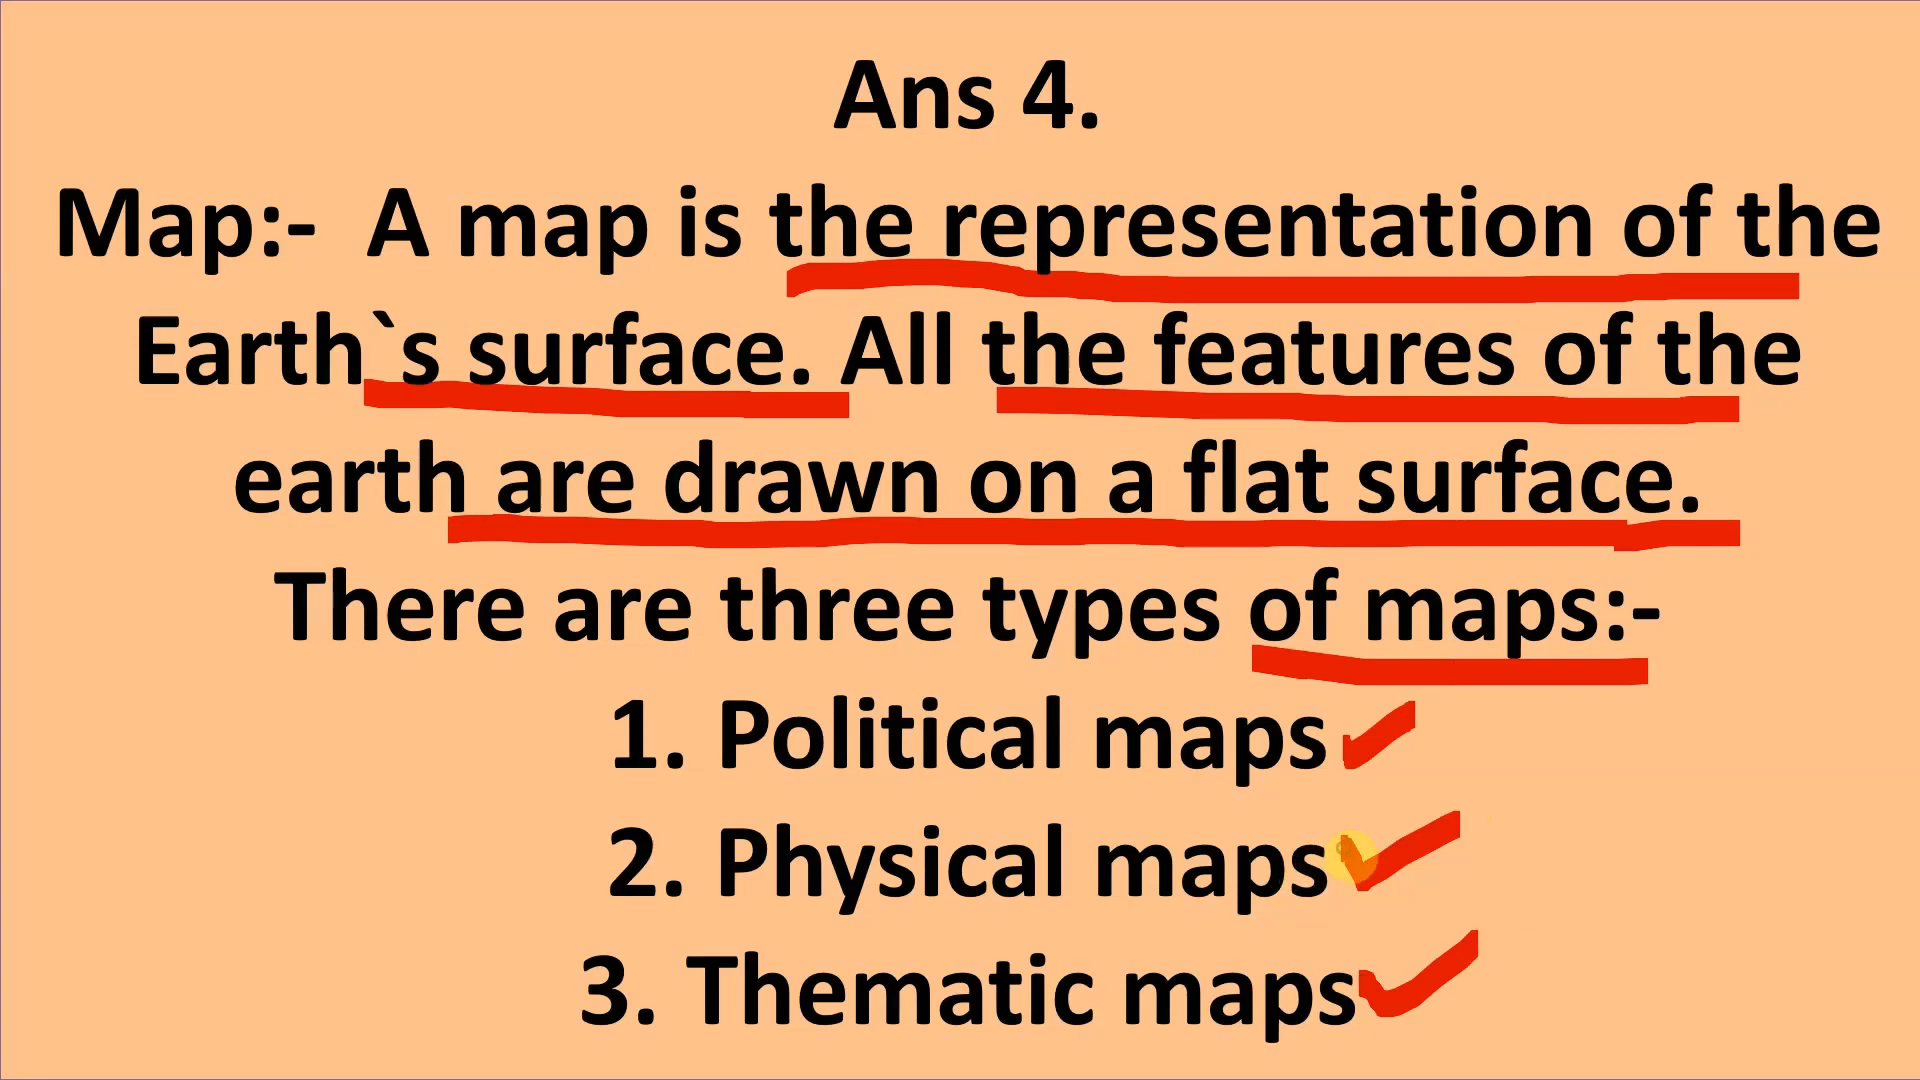 Ans 4.
Map:- A map is the representation of the
Earth`s surface. All the features of the
earth are drawn on a flat surface.
There are three types of maps:-
1. Political maps
2. Physical maps
3. Thematic maps